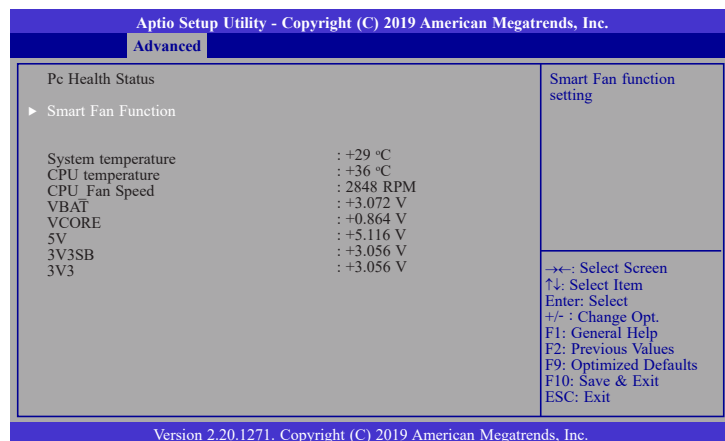 Aptio Setup Utility - Copyright (C) 2019 American Megatrends, Inc.
Advanced
Pc Health Status
► Smart Fan Function
System temperature : +29 ºC
CPU temperature : +36 ºC
CPU_Fan Speed : 2848 RPM
VBAT : +3.072 V
VCORE : +0.864 V
5V : +5.116 V
3V3SB : +3.056 V
3V3 : +3.056 V
Smart Fan function
setting
→←: Select Screen
↑↓: Select Item
Enter: Select
+/- : Change Opt.
F1: General Help
F2: Previous Values
F9: Optimized Defaults
F10: Save & Exit
ESC: Exit
Version 2.20.1271. Copyright (C) 2019 American Megatrends, Inc.